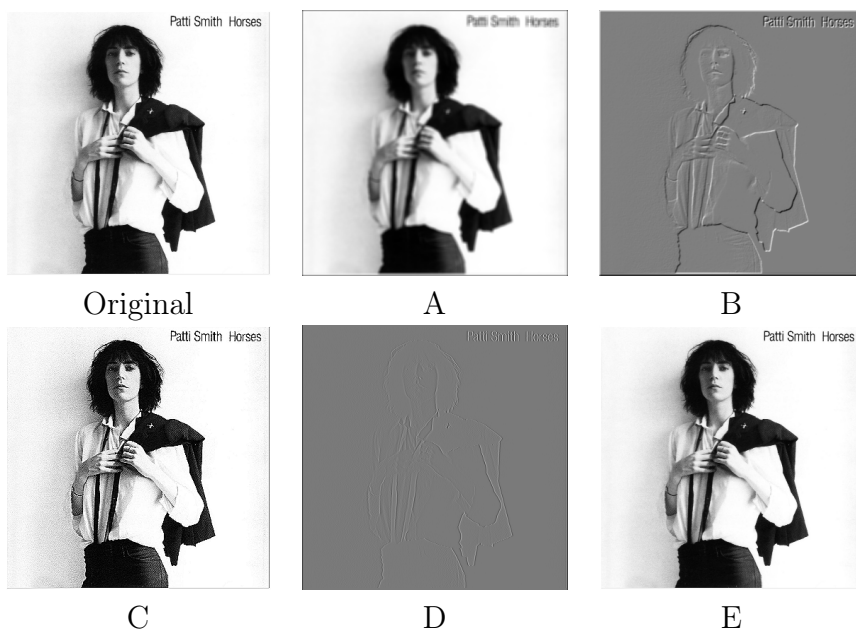 Patti Smith Horses
Patti Smith Horses
Patti Smith Horses
Original
A
B
Patti Smith Horses
Patti Smith Horses
Patti Smith Horses
C
D
E